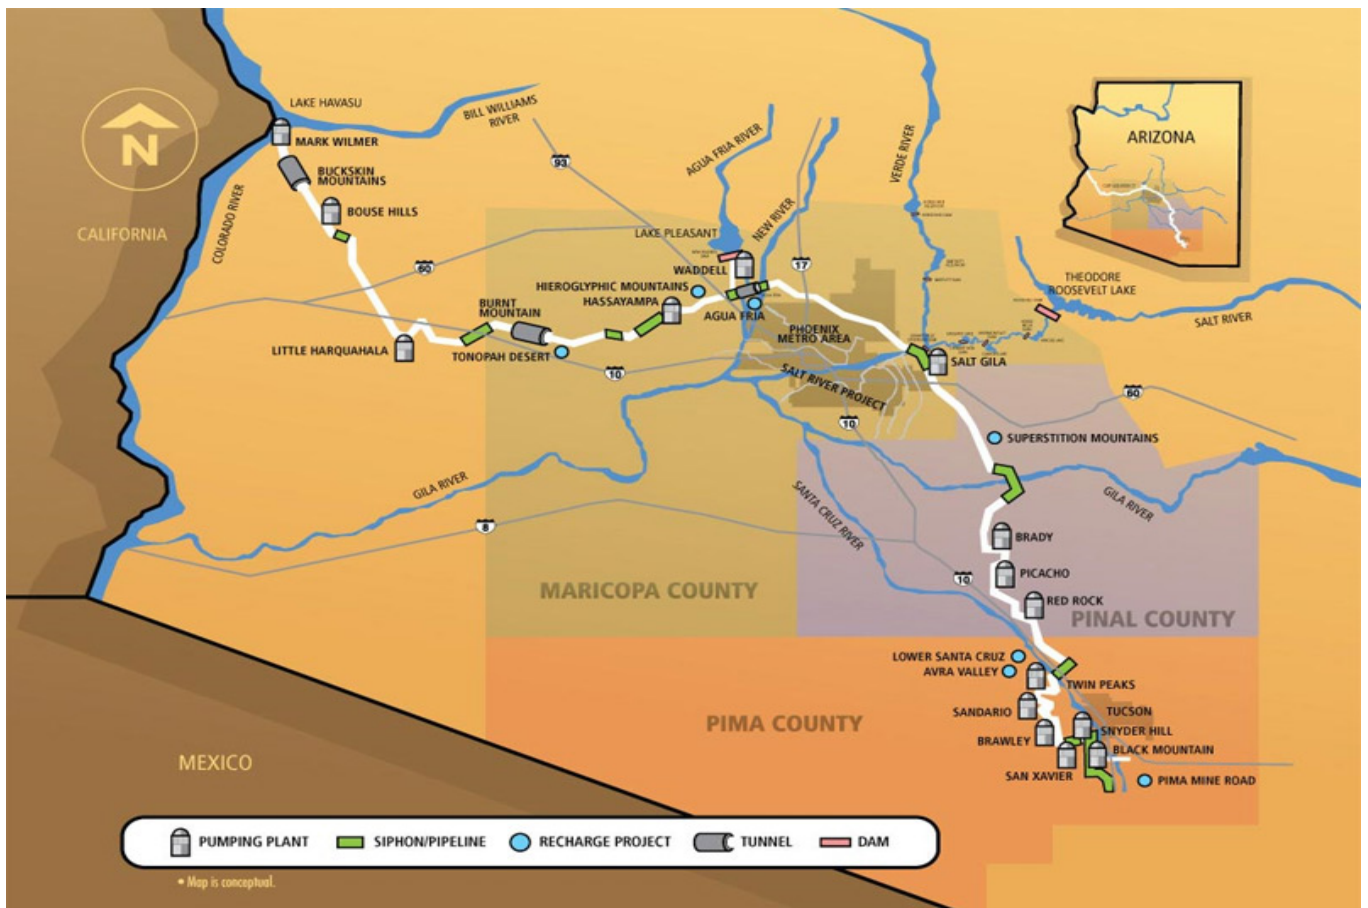 LAKE HAVASU
BILL WILLIAMS
RIVER
MARK WILMER
BUCKSKIN
MOUNTAINS
BOUSE HILLS
N
CALIFORNIA
COLORADO RIVER
93
60
AGUA FRIA RIVER
LAKE PLEASANT
NEW RIVER
VERDE RIVER
17
ARIZONA
WADDELL
HIEROGLYPHIC MOUNTAINS
HASSAYAMPA
AGUA FRIA
THEODORE
ROOSEVELT LAKE
SALT RIVER
BURNT
MOUNTAIN
LITTLE HARQUAHALA
TONOPAH DESERT
10
PHOENIX
METRO AREA
SALT RIVER PROJECT
SALT GILA
60
10
SUPERSTITION MOUNTAINS
GILA RIVER
GILA RIVER
SANTA CRUZ RIVER
8
BRADY
PICACHO
10
RED ROCK
MARICOPA COUNTY
PINAL COUNTY
LOWER SANTA CRUZ
AVRA VALLEY
TWIN PEAKS
SANDARIO
TUCSON
PIMA COUNTY
SNYDER HILL
BRAWLEY
BLACK MOUNTAIN
SAN XAVIER
PIMA MINE ROAD
MEXICO
PUMPING PLANT
SIPHON/PIPELINE
RECHARGE PROJECT
TUNNEL
DAM
• Map is conceptual.